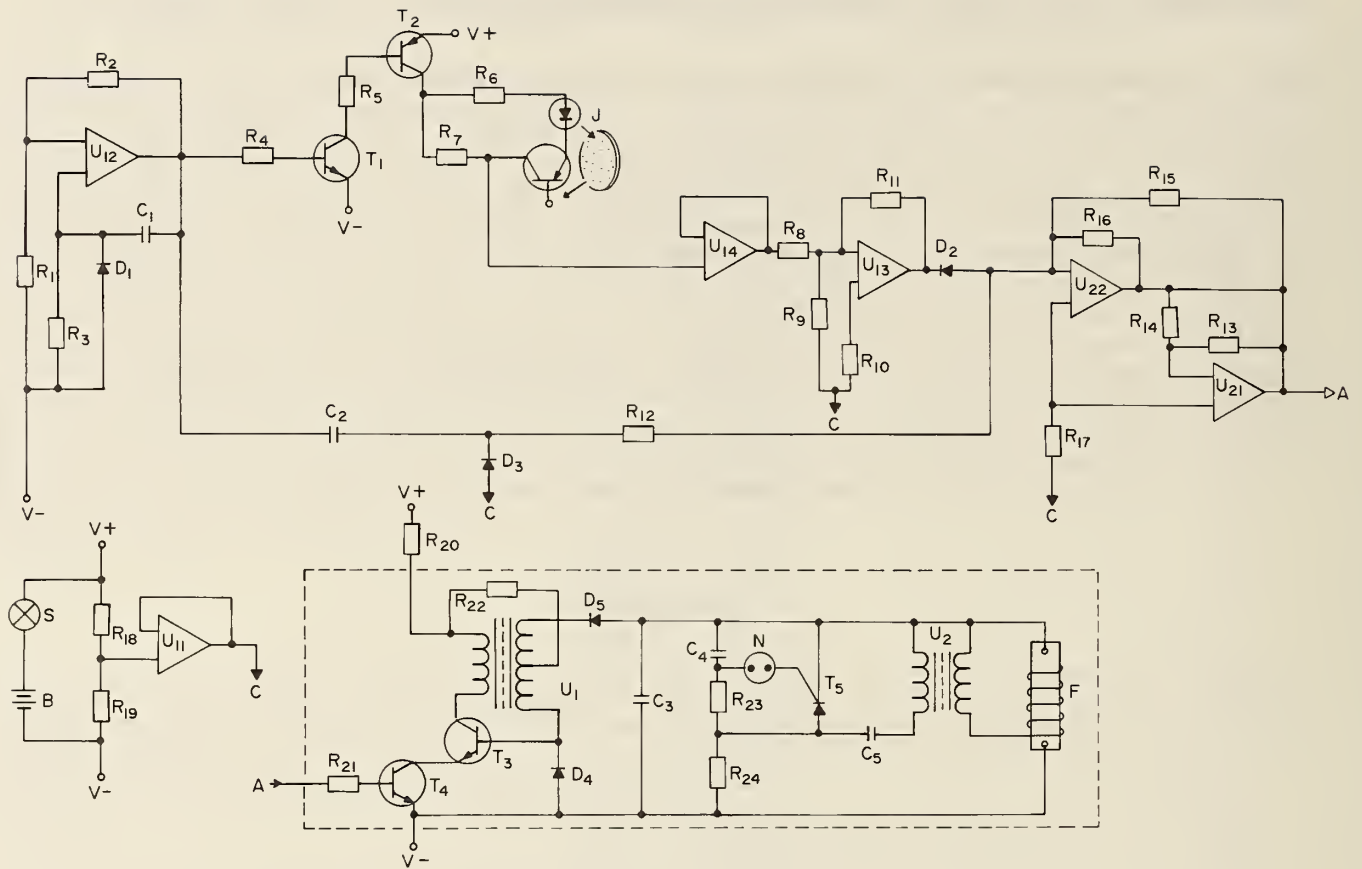 T2
V+
R2
R6
J
R5
R4
R7
U12
T1
V-
C1
R11
R15
R16
D1
R1
U14
R8
D2
U13
U22
R3
R9
R14
R13
R10
U21
A
C2
R12
C
R17
D3
V-
C
C
V+
V+
R20
S
R22
D5
R18
U11
C4
N
U2
C
U1
T5
F
B
R19
C3
R23
T3
C5
R21
D4
R24
A
T4
V-
V-